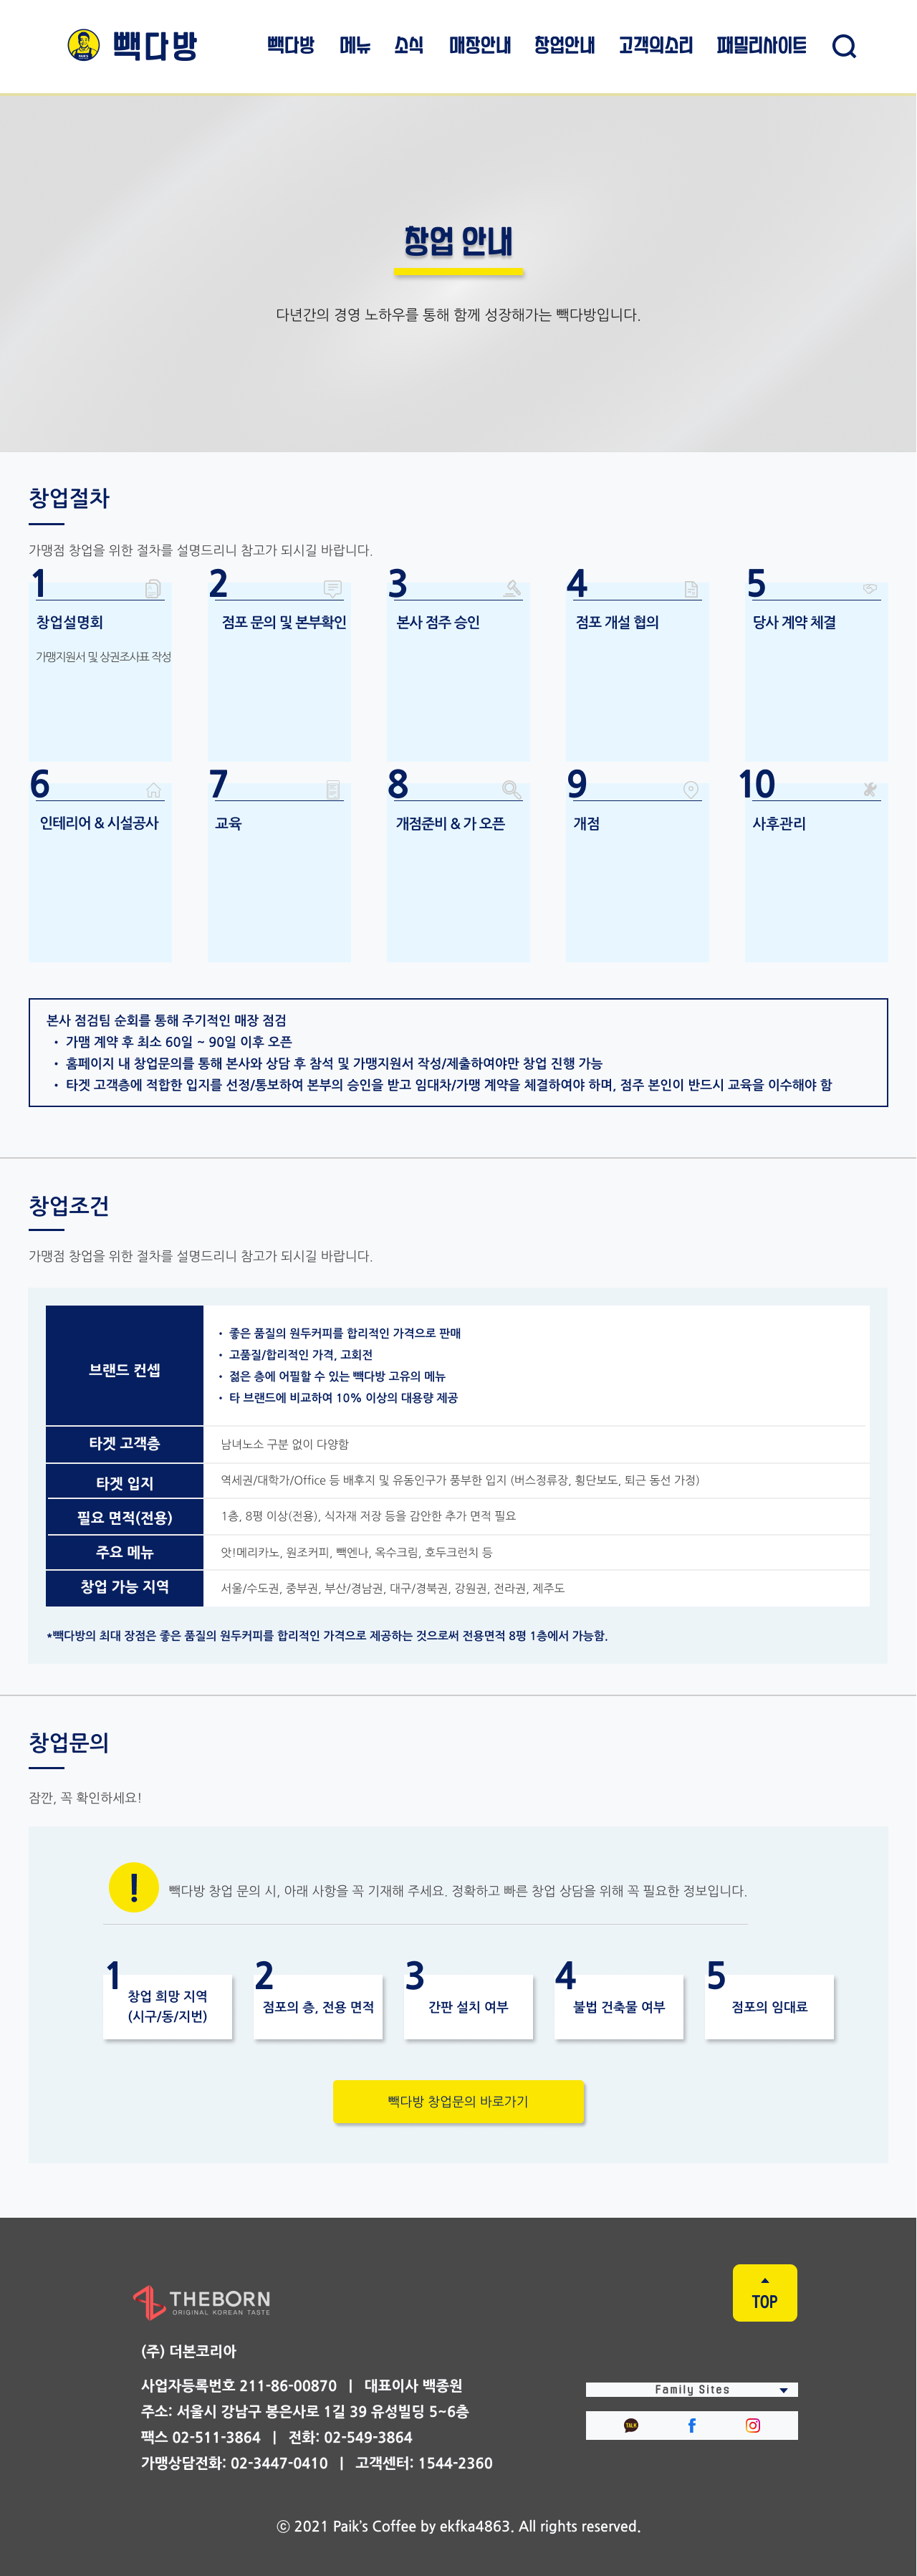 빽다방
빽다방 메뉴 소식 매장안내 창업안내 고객의소리 패밀리사이트
창업 안내
다년간의 경영 노하우를 통해 함께 성장해가는 빽다방입니다.
창업절차
가맹점 창업을 위한 절차를 설명드리니 참고가 되시길 바랍니다.
1
창업설명회
가맹지원서 및 상권조사표 작성
2
점포 문의 및 본부확인
3
본사 점주 승인
4
점포 개설 협의
5
당사 계약 체결
6
인테리어 & 시설공사
7
교육
8
개점준비 & 가 오픈
9
개점
10
사후관리
본사 점검팀 순회를 통해 주기적인 매장 점검
• 가맴 계약 후 최소 60일 ~ 90일 이후 오픈
• 홈페이지 내 창업문의를 통해 본사와 상담 후 참석 및 가맹지원서 작성/제출하여야만 창업 진행 가능
• 타겟 고객층에 적합한 입지를 선정/통보하여 본부의 승인을 받고 임대차/가맹 계약을 체결하여야 하며, 점주 본인이 반드시 교육을 이수해야 함
창업조건
가맹점 창업을 위한 절차를 설명드리니 참고가 되시길 바랍니다.
브랜드 컨셉
• 좋은 품질의 원두커피를 합리적인 가격으로 판매
• 고품질/합리적인 가격, 고회전
• 젊은 층에 어필할 수 있는 빽다방 고유의 메뉴
• 타 브랜드에 비교하여 10% 이상의 대용량 제공
타겟 고객층
남녀노소 구분 없이 다양함
타겟 입지
역세권/대학가/Office 등 배후지 및 유동인구가 풍부한 입지 (버스정류장, 횡단보도, 퇴근 동선 가정)
필요 면적(전용)
1층, 8평 이상(전용), 식자재 저장 등을 감안한 추가 면적 필요
주요 메뉴
앗!메리카노, 원조커피, 빽엔나, 옥수크림, 호두크런치 등
창업 가능 지역
서울/수도권, 중부권, 부산/경남권, 대구/경북권, 강원권, 전라권, 제주도
*빽다방의 최대 장점은 좋은 품질의 원두커피를 합리적인 가격으로 제공하는 것으로써 전용면적 8평 1층에서 가능함.
창업문의
잠깐, 꼭 확인하세요!
!
빽다방 창업 문의 시, 아래 사항을 꼭 기재해 주세요. 정확하고 빠른 창업 상담을 위해 꼭 필요한 정보입니다.
1
창업 희망 지역
(시구/동/지번)
2
점포의 층, 전용 면적
3
간판 설치 여부
4
불법 건축물 여부
5
점포의 임대료
빽다방 창업문의 바로가기
THEBORN
ORIGINAL KOREAN TASTE
TOP
(주) 더본코리아
사업자등록번호 211-86-00870 | 대표이사 백종원
주소: 서울시 강남구 봉은사로 1길 39 유성빌딩 5~6층
팩스 02-511-3864 | 전화: 02-549-3864
가맹상담전화: 02-3447-0410 | 고객센터: 1544-2360
Family Sites
TALK
ⓒ 2021 Paik's Coffee by ekfka4863. All rights reserved.